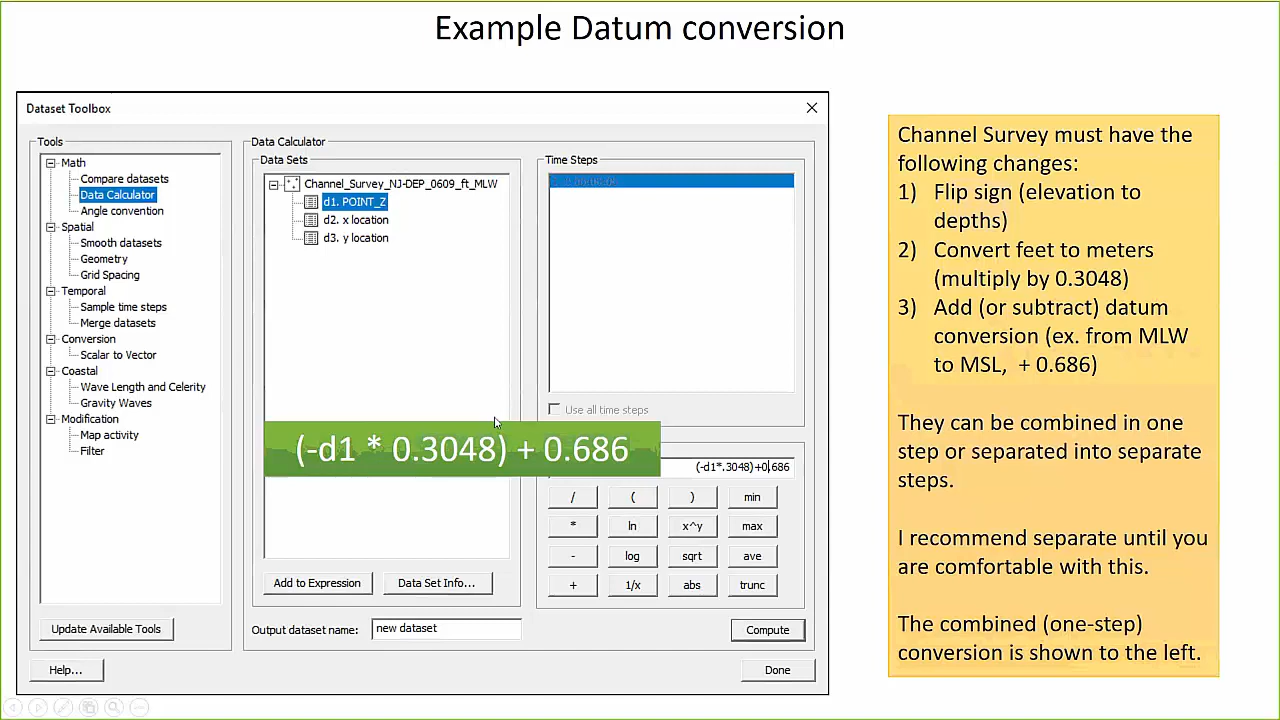 Example Datum conversion
Dataset Toolbox
Tools
Math
Compare datasets
Data Calculator
Angle convention
Spatial
Smooth datasets
Geometry
Grid Spacing
Temporal
Sample time steps
Merge datasets
Conversion
Scalar to Vector
Coastal
Wave Length and Celerity
Gravity Waves
Modification
Map activity
Filter
Update Available Tools
Help...
Data Calculator
Data Sets
Channel_Survey_NJ-DEP_0609_ft_MLW
d1. POINT_Z
d2. x location
d3. y location
(-d1 * 0.3048) + 0.686
Add to Expression
Data Set Info...
Output dataset name:
new dataset
Time Steps
Use all time steps
(-d1*.3048)+0.686
/
(
)
min
*
ln
x^y
max
-
log
sqrt
ave
+
1/x
abs
trunc
Compute
Done
Channel Survey must have the
following changes:
1) Flip sign (elevation to
depths)
2) Convert feet to meters
(multiply by 0.3048)
3) Add (or subtract) datum
conversion (ex. from MLW
to MSL, + 0.686)
They can be combined in one
step or separated into separate
steps.
I recommend separate until you
are comfortable with this.
The combined (one-step)
conversion is shown to the left.